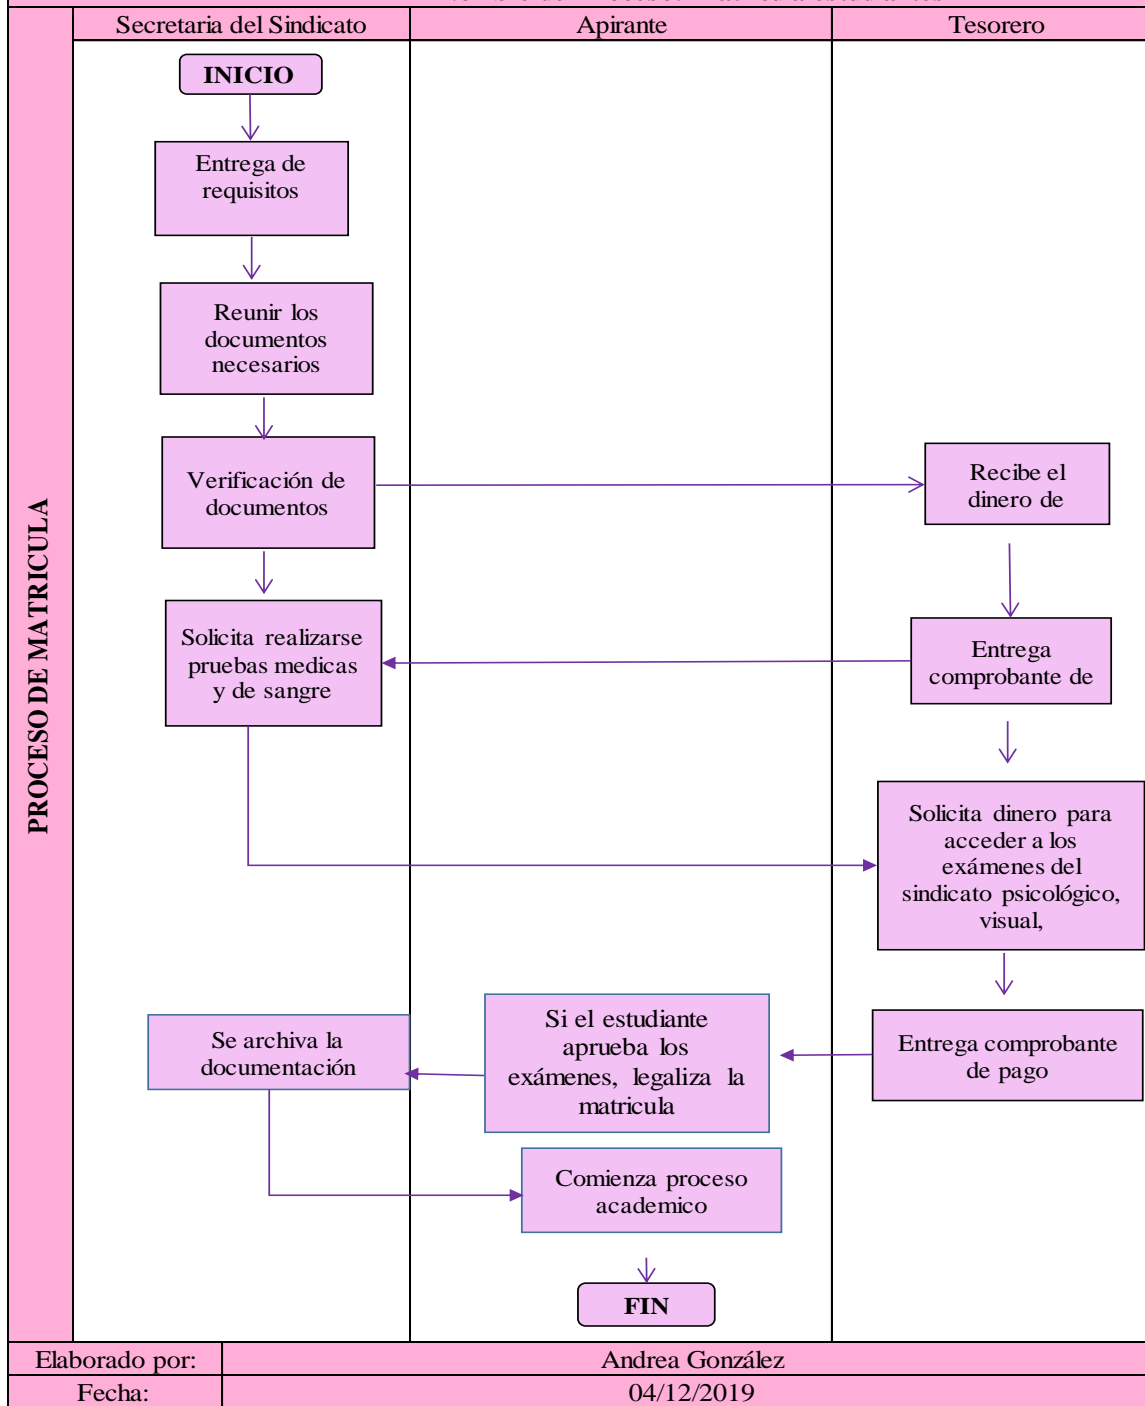 Secretaria del Sindicato
Apirante
Tesorero
PROCESO DE MATRICULA
INICIO
Entrega de
requisitos
Reunir los
documentos
necesarios
Verificación de
documentos
Recibe el
dinero de
Solicita realizarse
pruebas medicas
y de sangre
Entrega
comprobante de
Solicita dinero para
acceder a los
exámenes del
sindicato psicológico,
visual,
Entrega comprobante
de pago
Si el estudiante
aprueba los
exámenes, legaliza la
matricula
Se archiva la
documentación
Comienza proceso
academico
FIN
Elaborado por:
Andrea González
Fecha:
04/12/2019